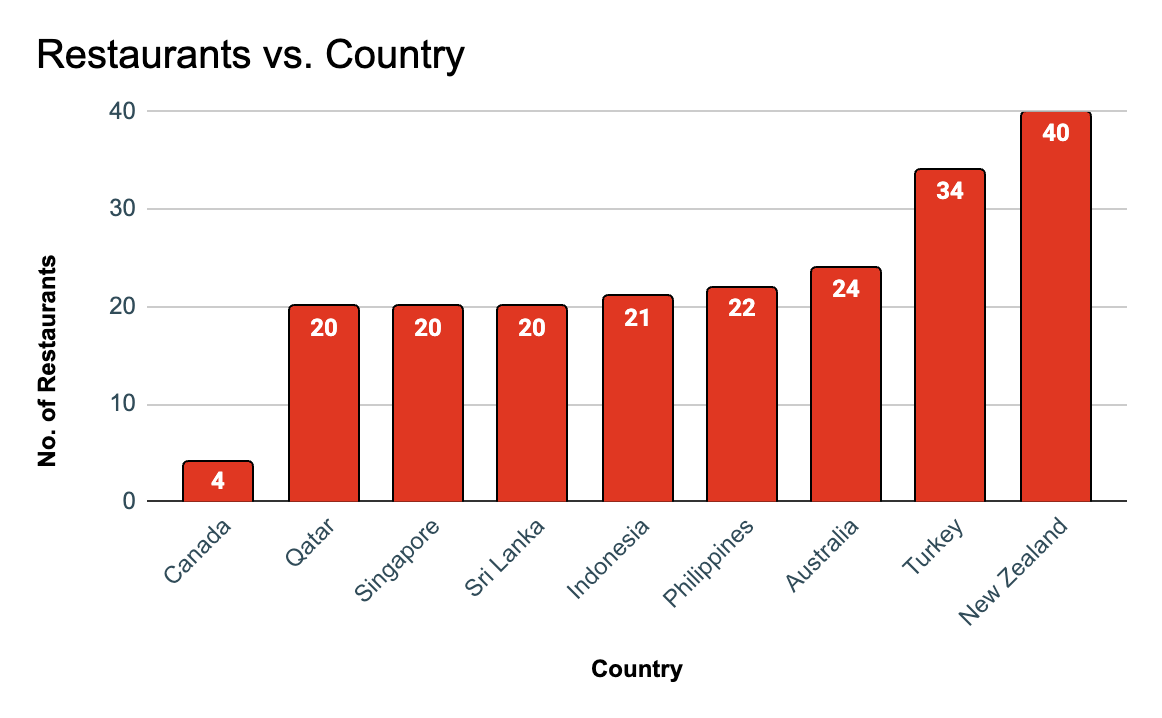 Restaurants vs. Country
No. of Restaurants
40
30
20
10
0
4
20
20
20
21
22
24
34
40
Canada
Qatar
Singapore
Sri Lanka
Indonesia
Philippines
Australia
Turkey
New Zealand
Country